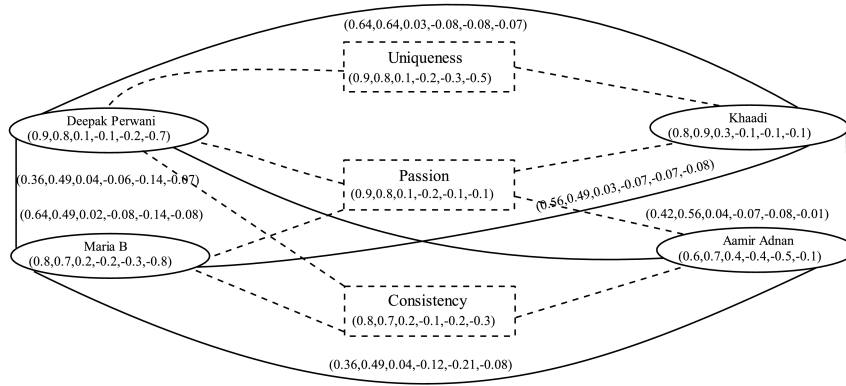 (0.64,0.64,0.03,-0.08,-0.08,-0.07)
Uniqueness
(0.9,0.8,0.1,-0.2,-0.3,-0.5)
Deepak Perwani
(0.9,0.8,0.1,-0.1,-0.2,-0.7)
Khaadi
(0.8,0.9,0.3,-0.1,-0.1,-0.1)
Passion
(0.9,0.8,0.1,-0.2,-0.1,-0.1)
(0.36,0.49,0.04,-0.06,-0.14,-0.07)
(0.56,0.49,0.03,-0.07,-0.07,-0.08)
(0.64,0.49,0.02,-0.08,-0.14,-0.08)
(0.42,0.56,0.04,-0.07,-0.08,-0.01)
Maria B
(0.8,0.7,0.2,-0.2,-0.3,-0.8)
Aamir Adnan
(0.6,0.7,0.4,-0.4,-0.5,-0.1)
Consistency
(0.8,0.7,0.2,-0.1,-0.2,-0.3)
(0.36,0.49,0.04,-0.12,-0.21,-0.08)